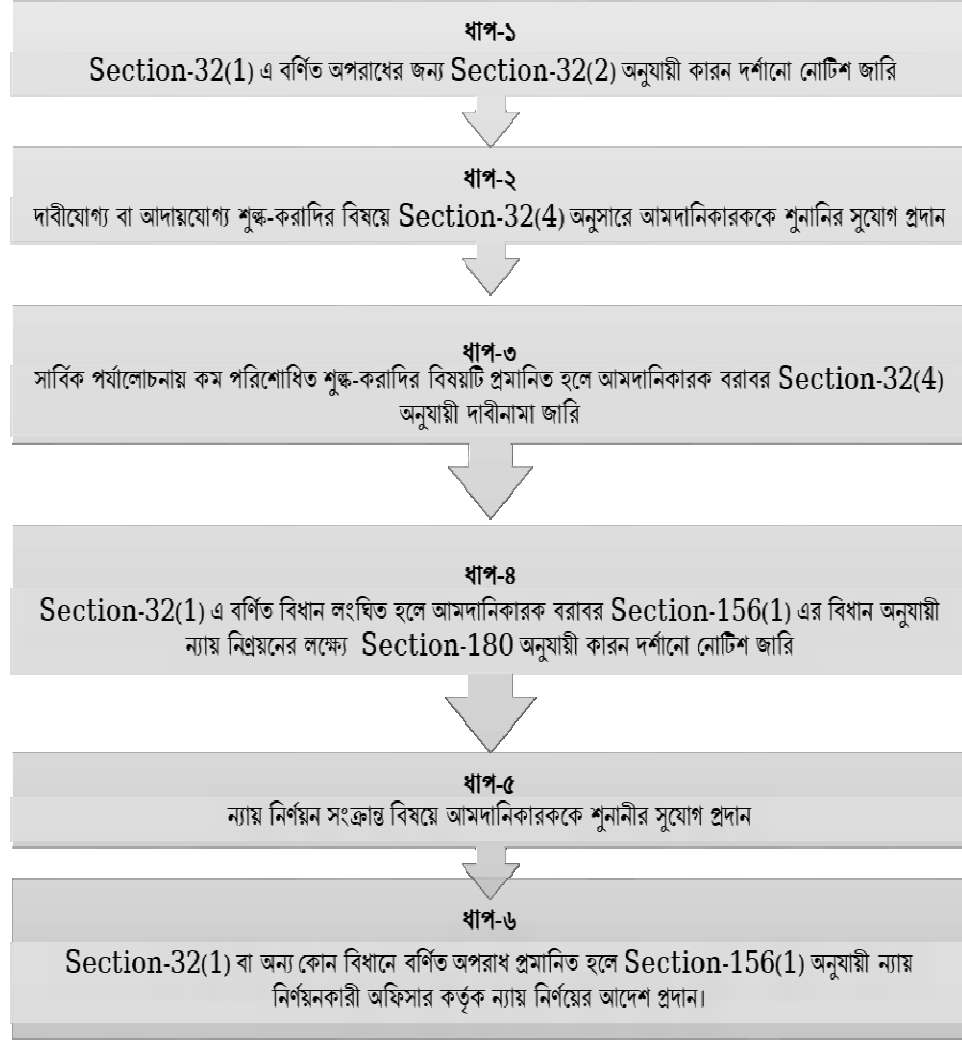 ধাপ-১
Section-32(1) এ বর্ণিত অপরাধের জন্য Section-32(2) অনুযায়ী কারন দর্শানো নোটিশ জারি
ধাপ-২
দাবীযোগ্য বা আদায়যোগ্য শুল্ক-করাদির বিষয়ে Section-32(4) অনুসারে আমদানিকারককে শুনানির সুযোগ প্রদান
ধাপ-৩
সার্বিক পর্যালোচনায় কম পরিশোধিত শুল্ক-করাদির বিষয়টি প্রমানিত হলে আমদানিকারক বরাবর Section-32(4)
অনুযায়ী দাবীনামা জারি
ধাপ-৪
Section-32(1) এ বর্ণিত বিধান লংঘিত হলে আমদানিকারক বরাবর Section-156(1) এর বিধান অনুযায়ী
ন্যায় নিণ্রয়নের লক্ষ্যে Section-180 অনুযায়ী কারন দর্শানো নোটিশ জারি
ধাপ-৫
ন্যায় নির্ণয়ন সংক্রান্ত বিষয়ে আমদানিকারককে শুনানীর সুযোগ প্রদান
ধাপ-৬
Section-32(1) বা অন্য কোন বিধানে বর্ণিত অপরাধ প্রমানিত হলে Section-156(1) অনুযায়ী ন্যায়
নির্ণয়নকারী অফিসার কর্তৃক ন্যায় নির্ণয়ের আদেশ প্রদান।